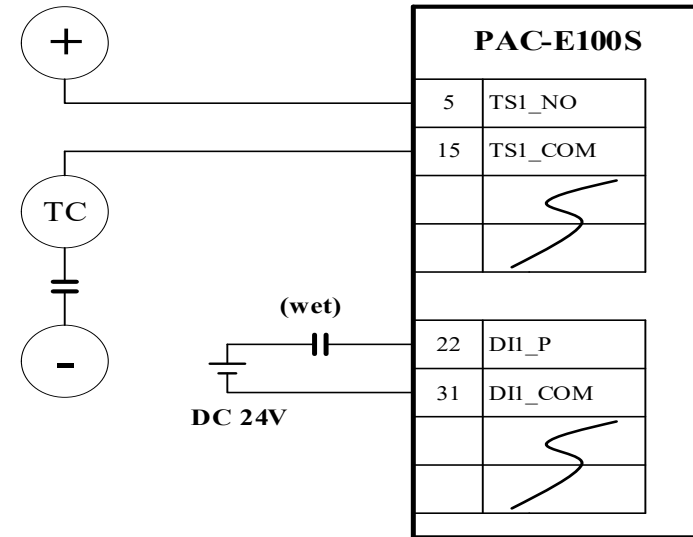 +
PAC-E100S
5 TS1_NO
15 TS1_COM
TC
(wet)
22 DI1_P
-
31 DI1_COM
DC 24V